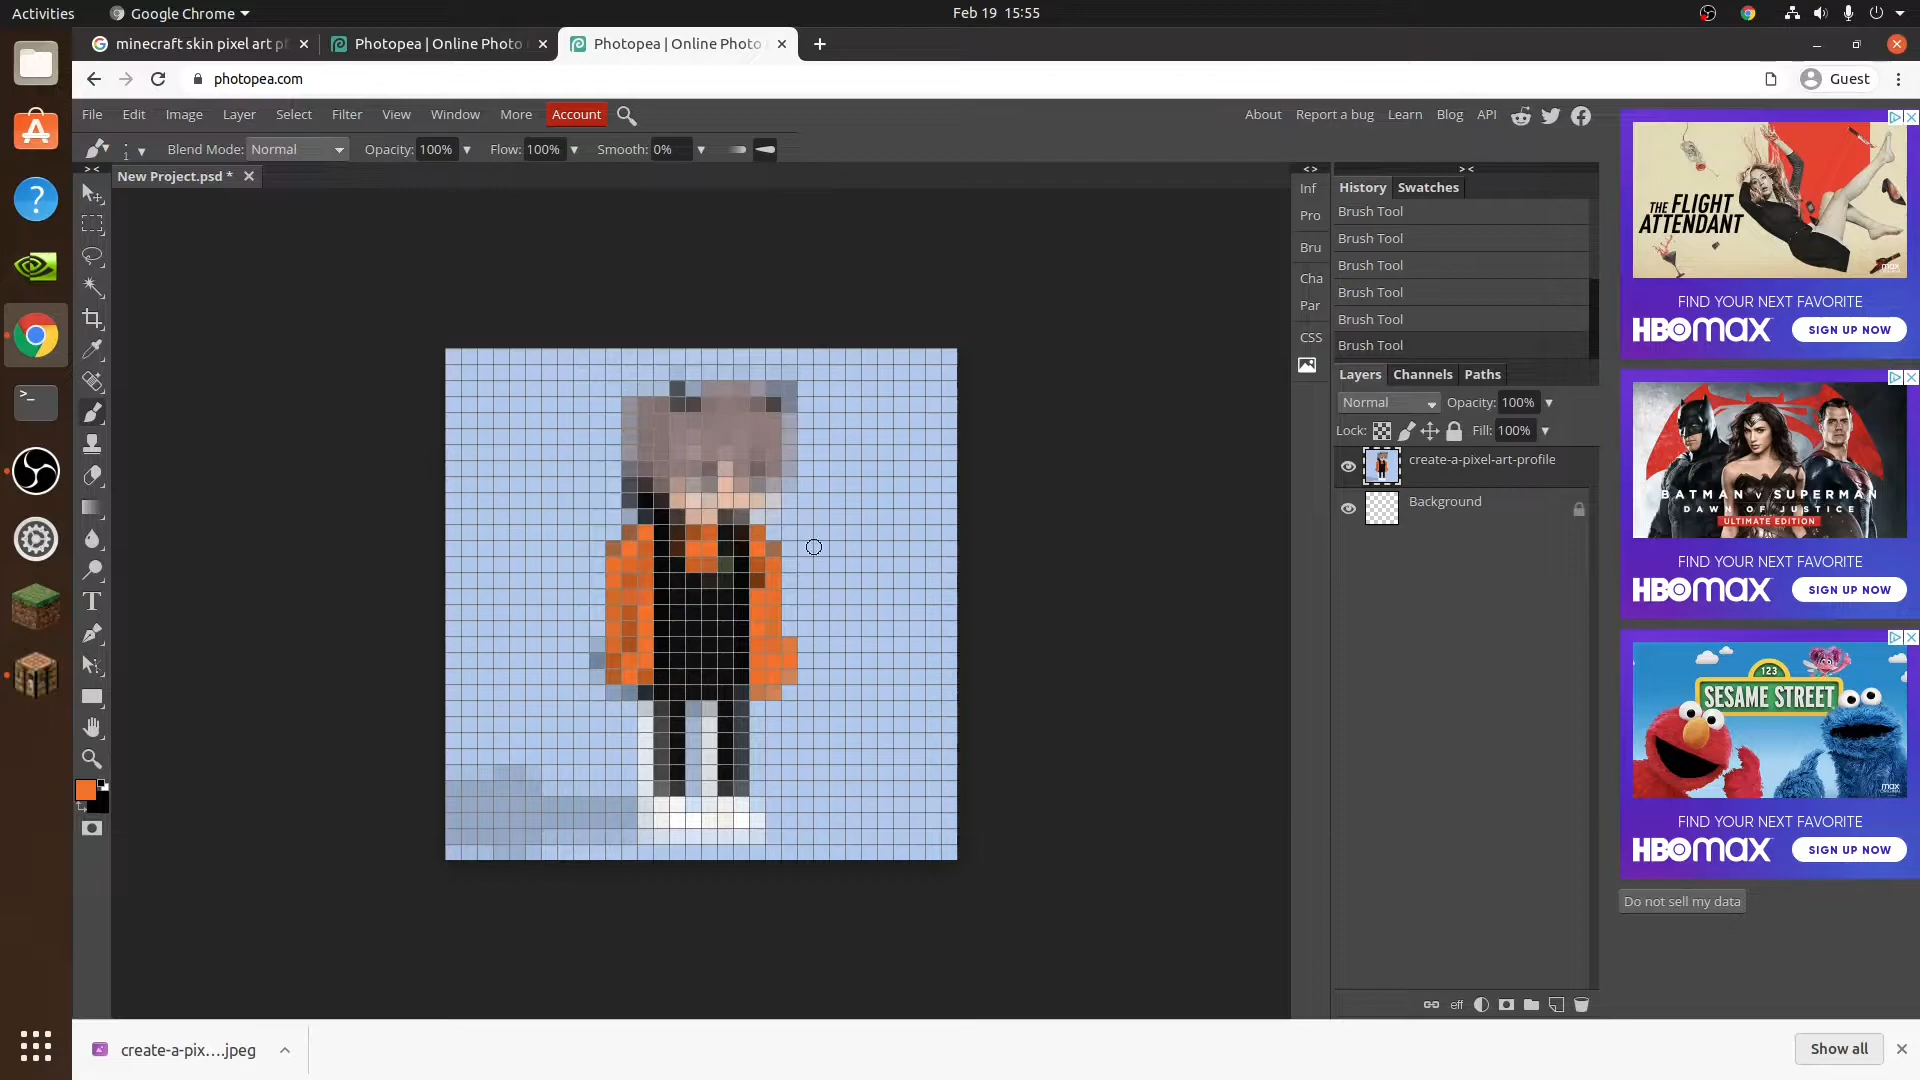 Activities
Google Chrome
Feb 19 15:55
minecraft skin pixel art pf
Photopea | Online Photo
Photopea | Online Photo
photopea.com
Guest
File Edit Image Layer Select Filter View Window More Account
About Report a bug Learn Blog API
1 Blend Mode: Normal Opacity: 100% Flow: 100% Smooth: 0%
New Project.psd *
Inf
Pro
Bru
Cha
Par
CSS
History Swatches
Brush Tool
Brush Tool
Brush Tool
Brush Tool
Brush Tool
Brush Tool
Layers Channels Paths
Normal Opacity: 100%
Lock: Fill: 100%
create-a-pixel-art-profile
Background
eff
THE FLIGHT
ATTENDANT
max
FIND YOUR NEXT FAVORITE
HBOmax SIGN UP NOW
BATMAN V SUPERMAN
DAWN OF JUSTICE
ULTIMATE EDITION
FIND YOUR NEXT FAVORITE
HBOmax SIGN UP NOW
123
SESAME STREET
FIND YOUR NEXT FAVORITE
HBOmax SIGN UP NOW
Do not sell my data
create-a-pix....jpeg
Show all